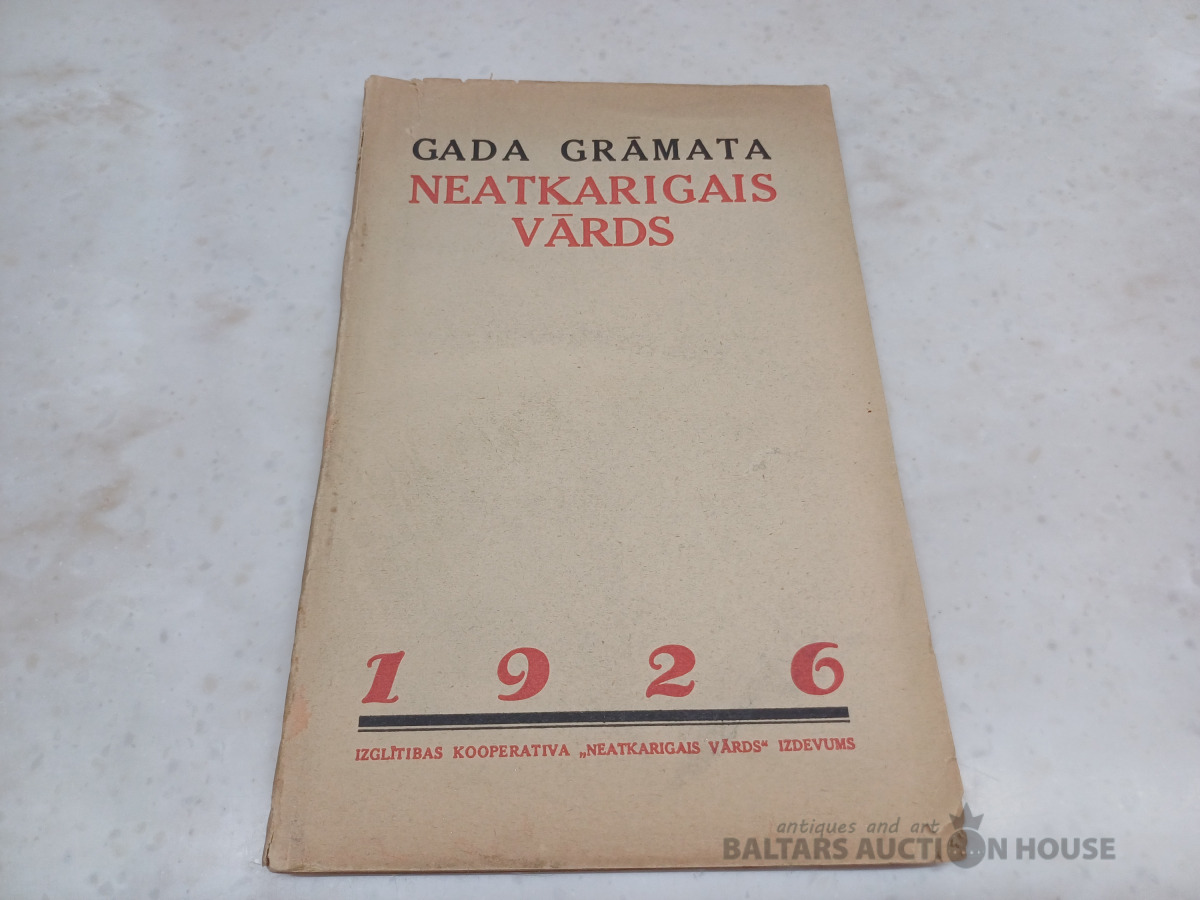 GADA GRĀMATA
NEATKARIGAIS
VĀRDS
1926
IZGLĪTIBAS KOOPERATIVA „NEATKARIGAIS VĀRDS“ IZDEVUMS
antiques and art
BALTARS AUCTION HOUSE